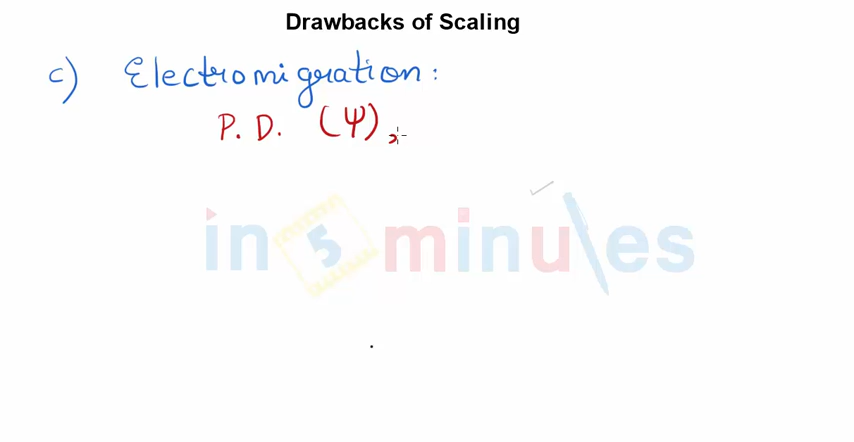 Drawbacks of Scaling
c) Electromigration:
P. D. (Ψ),
in 5 minutes